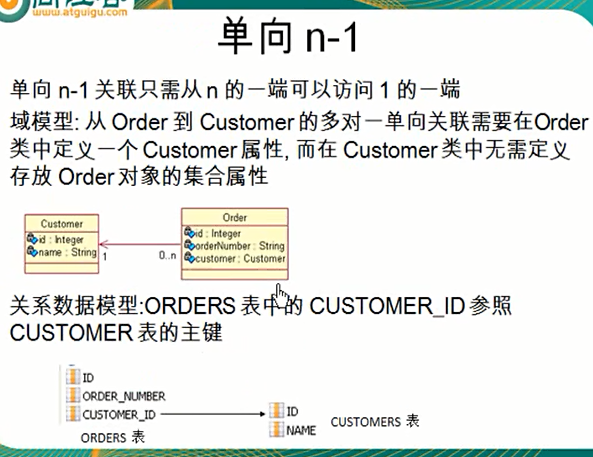 www.atguigu.com
单向 n-1
单向 n-1 关联只需从 n 的一端可以访问 1 的一端
域模型: 从 Order 到 Customer 的多对一单向关联需要在Order
类中定义一个 Customer 属性, 而在 Customer 类中无需定义
存放 Order 对象的集合属性
Customer
id : Integer
name : String
1
0..n
Order
id : Integer
orderNumber : String
customer : Customer
关系数据模型:ORDERS 表中的 CUSTOMER_ID 参照
CUSTOMER 表的主键
ID
ORDER_NUMBER
CUSTOMER_ID
ORDERS 表
ID
NAME
CUSTOMERS 表